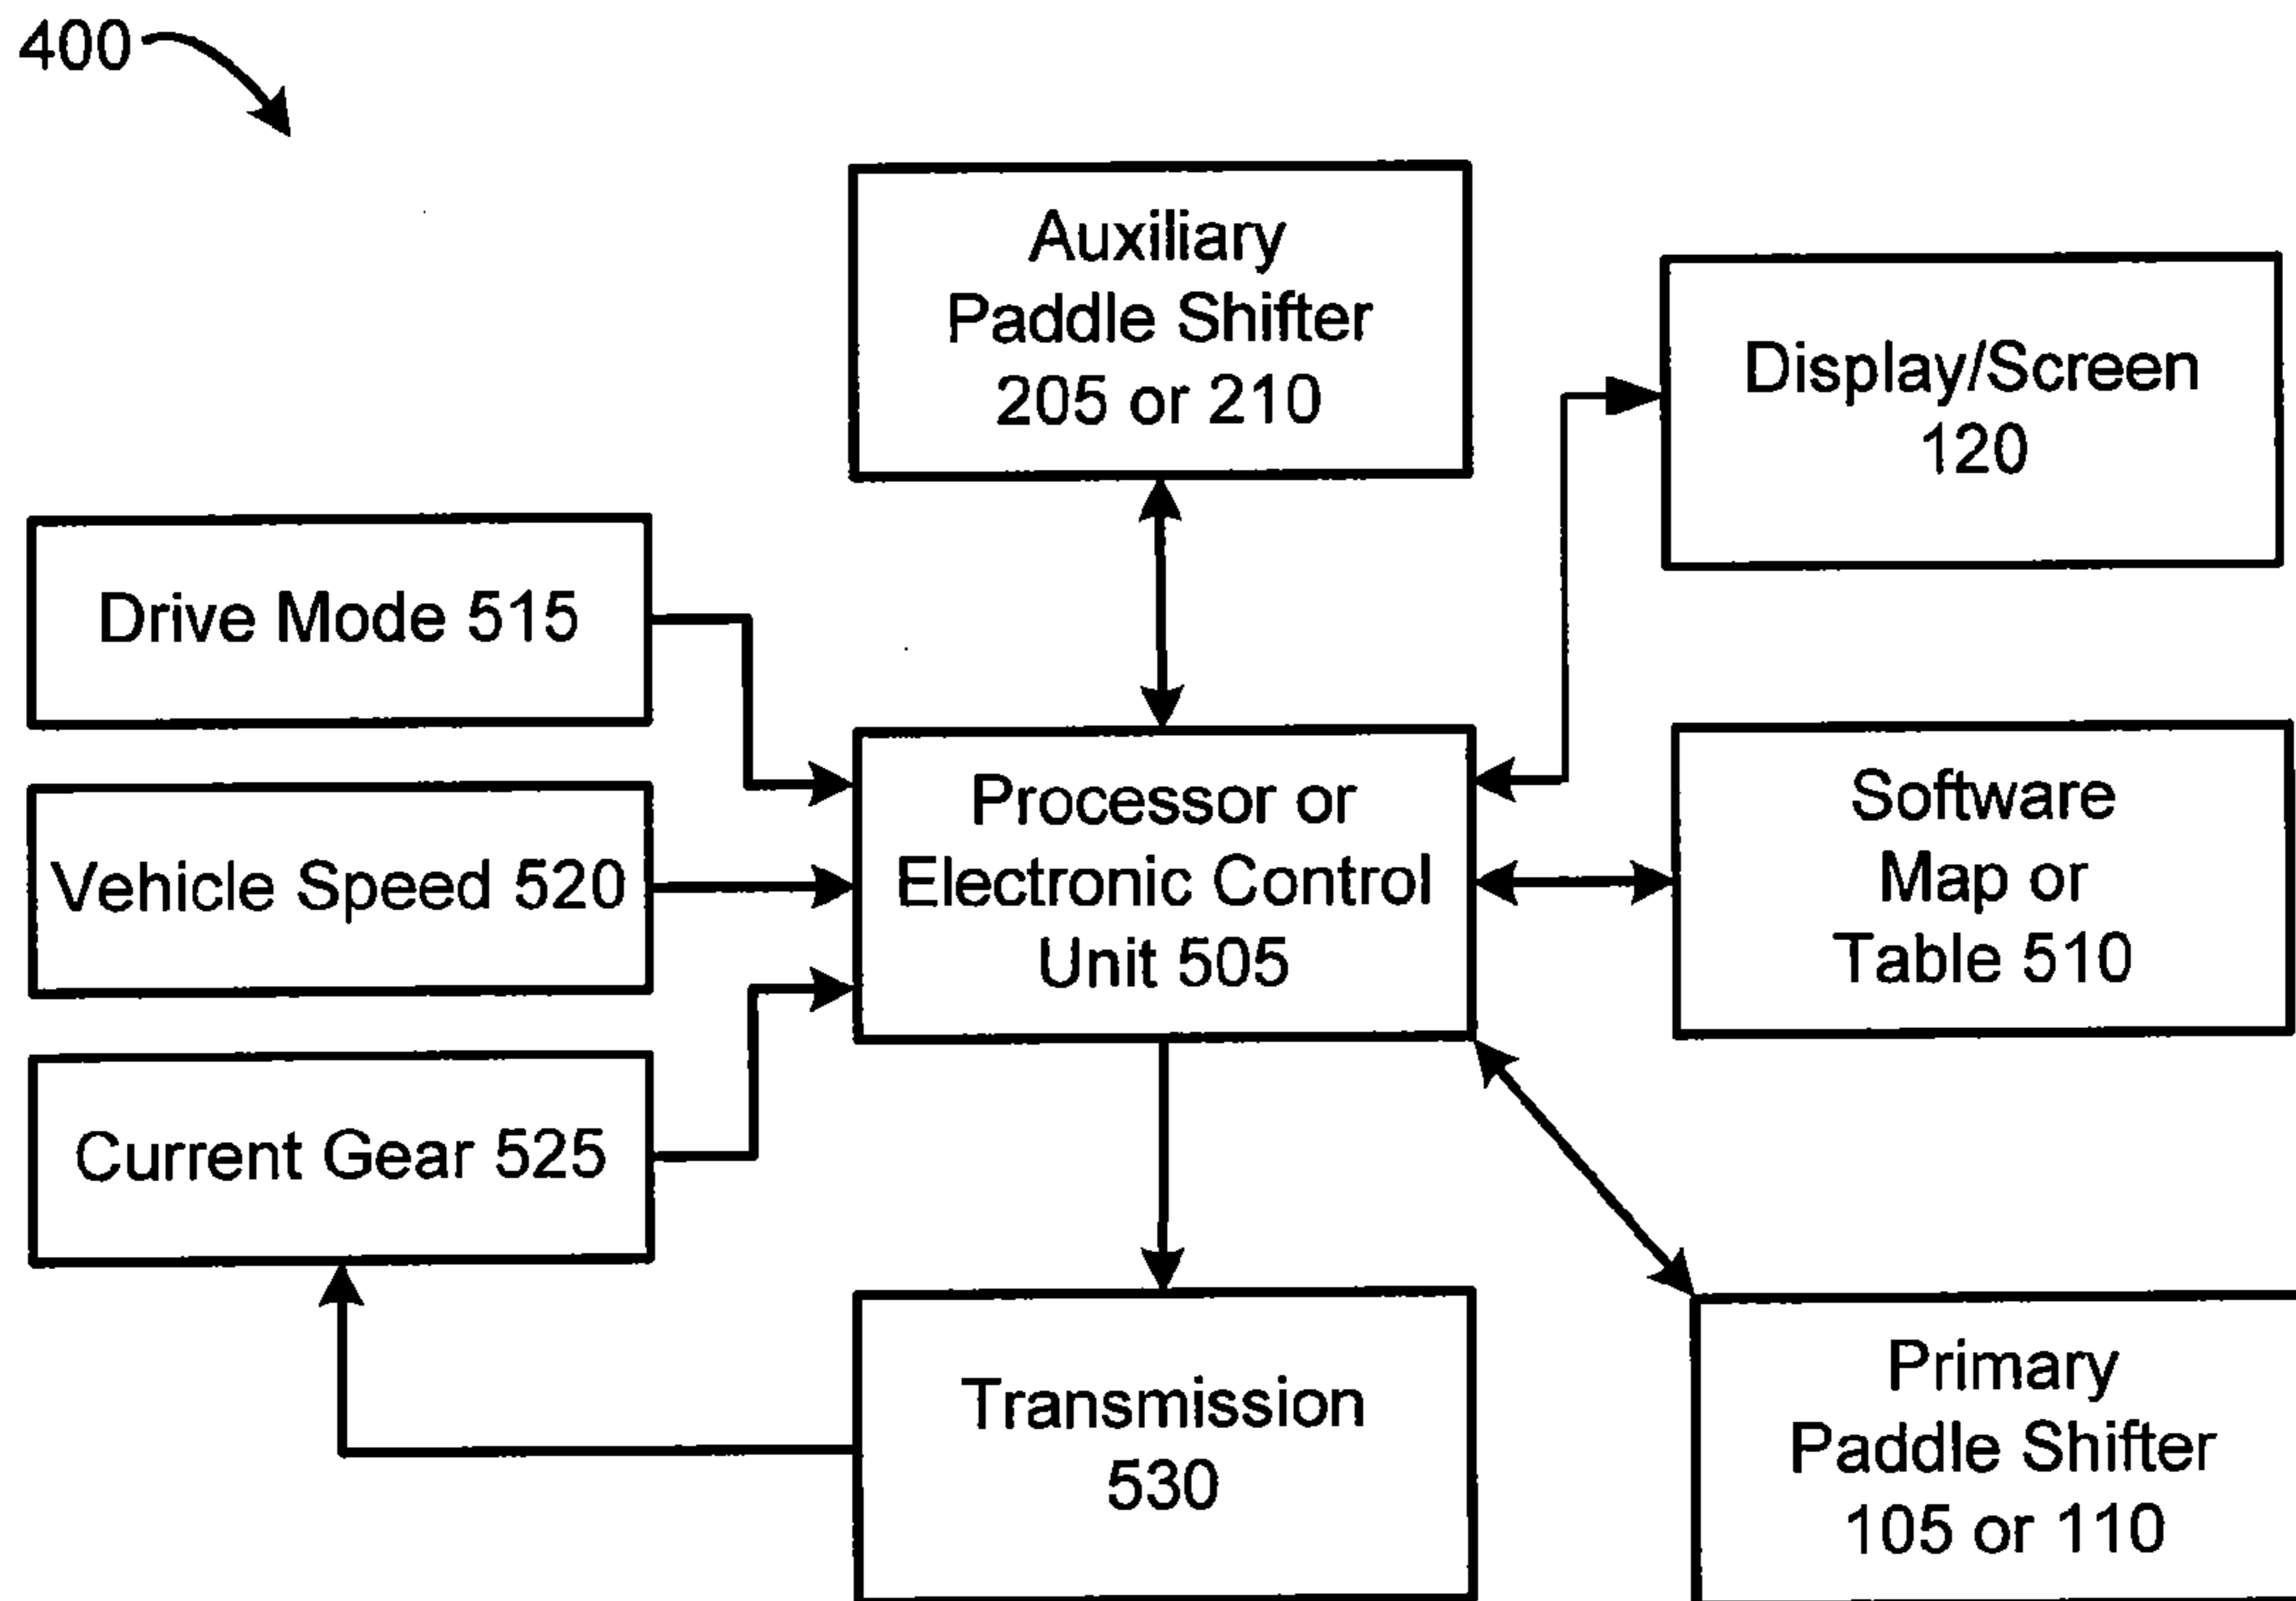 400
Auxiliary
Paddle Shifter
205 or 210
Display/Screen
120
Drive Mode 515
Vehicle Speed 520
Current Gear 525
Processor or
Electronic Control
Unit 505
Software
Map or
Table 510
Transmission
530
Primary
Paddle Shifter
105 or 110